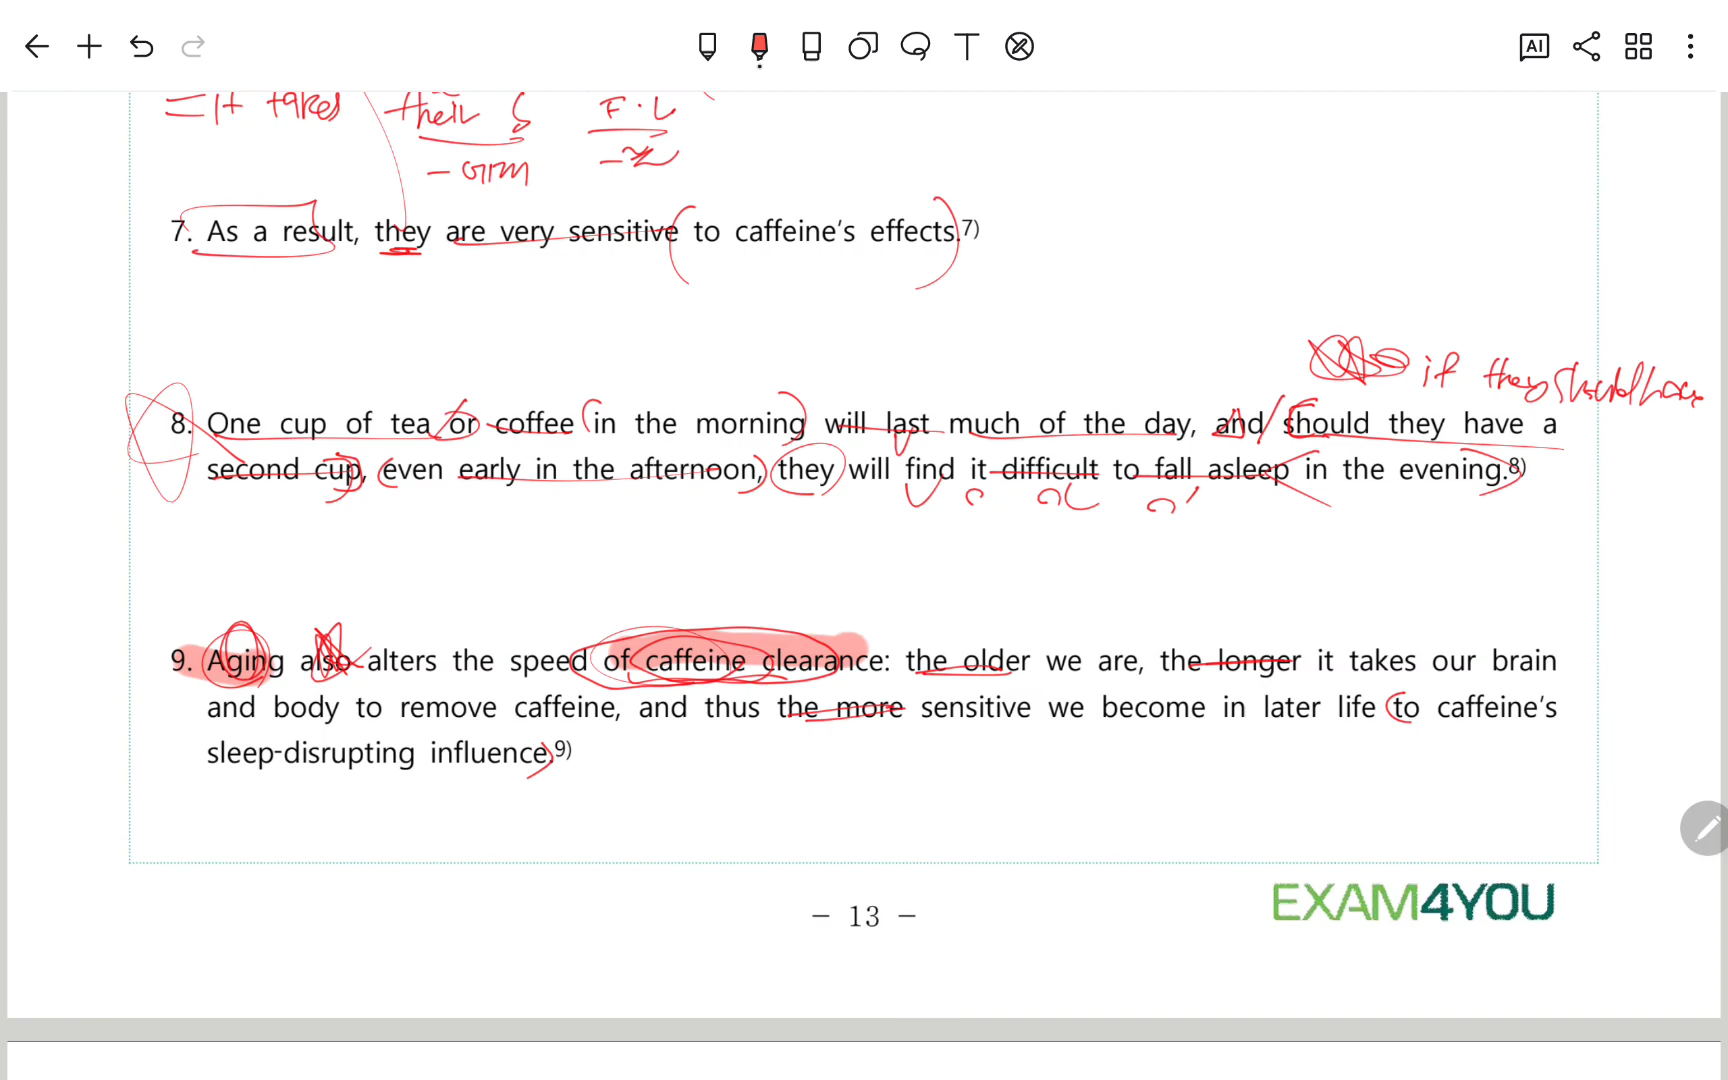 AI
=It takes their F.L
7. As a result, they are very sensitive to caffeine's effects.7)
if they should have
8. One cup of tea or coffee in the morning will last much of the day, and should they have a
second cup, even early in the afternoon, they will find it difficult to fall asleep in the evening.8)
9. Aging also alters the speed of caffeine clearance: the older we are, the longer it takes our brain
and body to remove caffeine, and thus the more sensitive we become in later life to caffeine's
sleep-disrupting influence.9)
- 13 -
EXAM4YOU